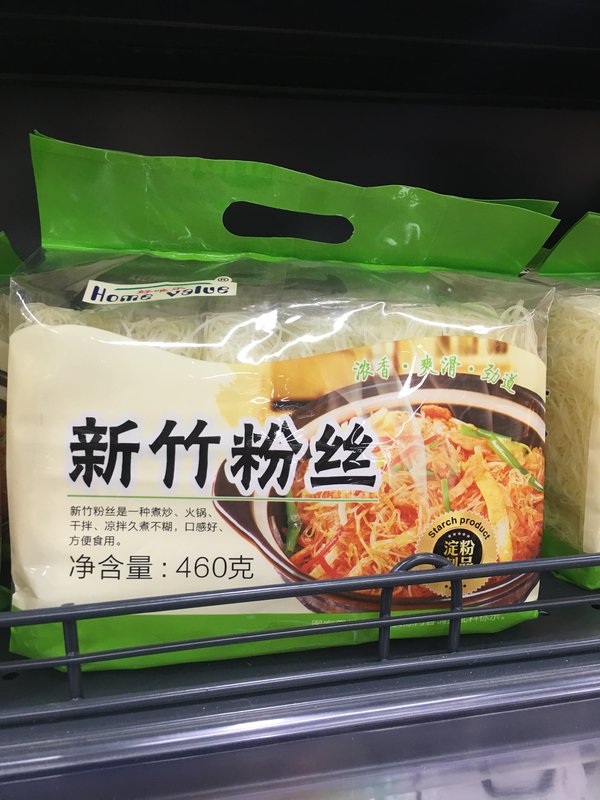 Home Value®
浓香·爽滑·劲道
新竹粉丝
新竹粉丝是一种煮炒、火锅、
干拌、凉拌久煮不糊，口感好、
方便食用。
净含量：460克
Starch product
淀粉
制品